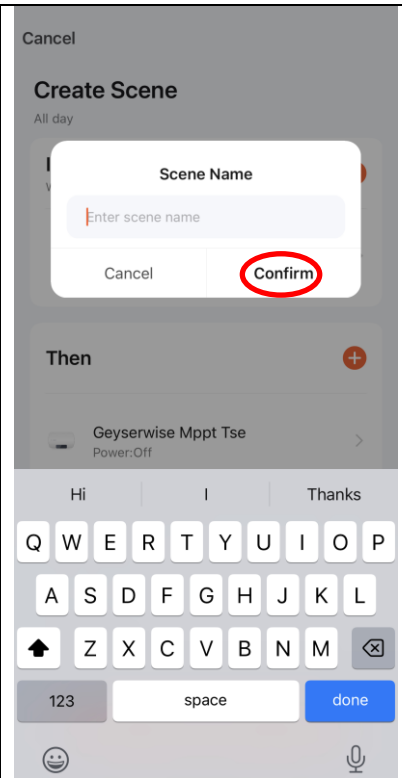 Cancel
Create Scene
All day
Scene Name
Enter scene name
Cancel Confirm
Then
Geyserwise Mppt Tse
Power:Off
Hi I Thanks
Q W E R T Y U I O P
A S D F G H J K L
Z X C V B N M
123 space done